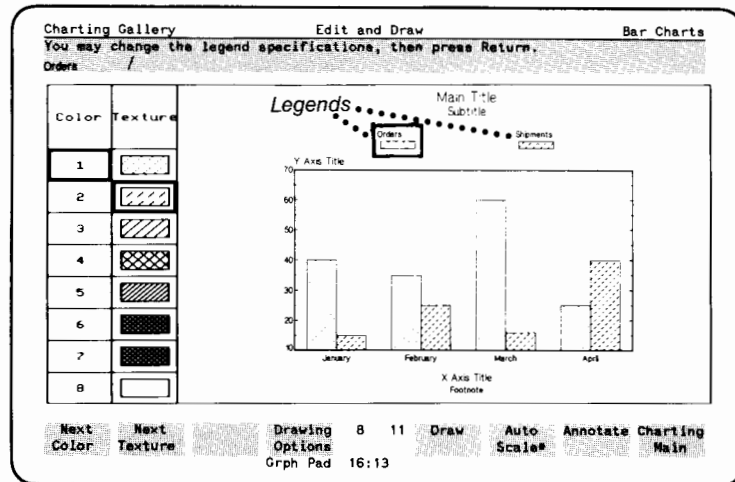 Charting Gallery Edit and Draw Bar Charts
You may change the legend specifications, then press Return.
Orders /
Color Texture
1
2
3
4
5
6
7
8
Legends
Main Title
Subtitle
Orders Shipments
Y Axis Title
70
60
50
40
30
20
10
January February March April
X Axis Title
Footnote
Next Color
Next Texture
Drawing Options
8 11
Draw
Auto Scale*
Annotate
Charting Main
Grph Pad 16:13